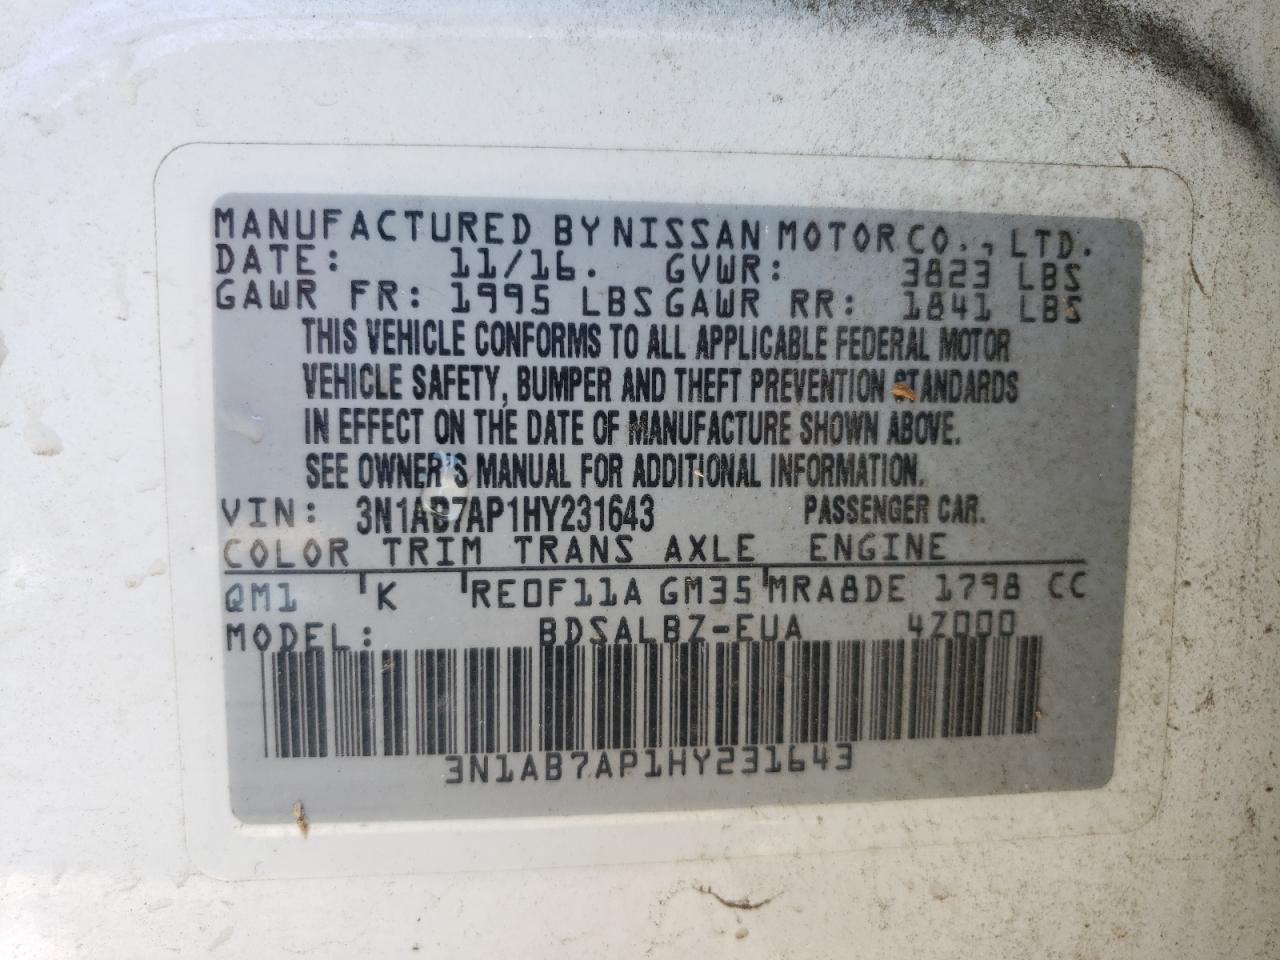 MANUFACTURED BY NISSAN MOTOR CO., LTD.
DATE: 11/16. GVWR: 3823 LBS
GAWR FR: 1995 LBS GAWR RR: 1841 LBS
THIS VEHICLE CONFORMS TO ALL APPLICABLE FEDERAL MOTOR
VEHICLE SAFETY, BUMPER AND THEFT PREVENTION STANDARDS
IN EFFECT ON THE DATE OF MANUFACTURE SHOWN ABOVE.
SEE OWNER'S MANUAL FOR ADDITIONAL INFORMATION.
VIN: 3N1AB7AP1HY231643 PASSENGER CAR.
COLOR TRIM TRANS AXLE ENGINE
QM1 K RE0F11A GM35 MRA8DE 1798 CC
MODEL: BDSALBZ-EUA 4Z000
3N1AB7AP1HY231643